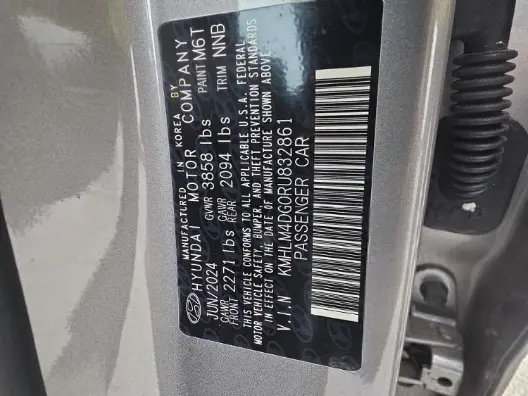 MANUFACTURED IN KOREA BY
HYUNDAI MOTOR COMPANY
JUN/2024 GVWR 3858 lbs PAINT M6T
GAWR FRONT 2271 lbs GAWR REAR 2094 lbs TRIM NNB
THIS VEHICLE CONFORMS TO ALL APPLICABLE U.S.A. FEDERAL
MOTOR VEHICLE SAFETY, BUMPER, AND THEFT PREVENTION STANDARDS
IN EFFECT ON THE DATE OF MANUFACTURE SHOWN ABOVE.
V.I.N KMHLM4DG0RU832861
PASSENGER CAR